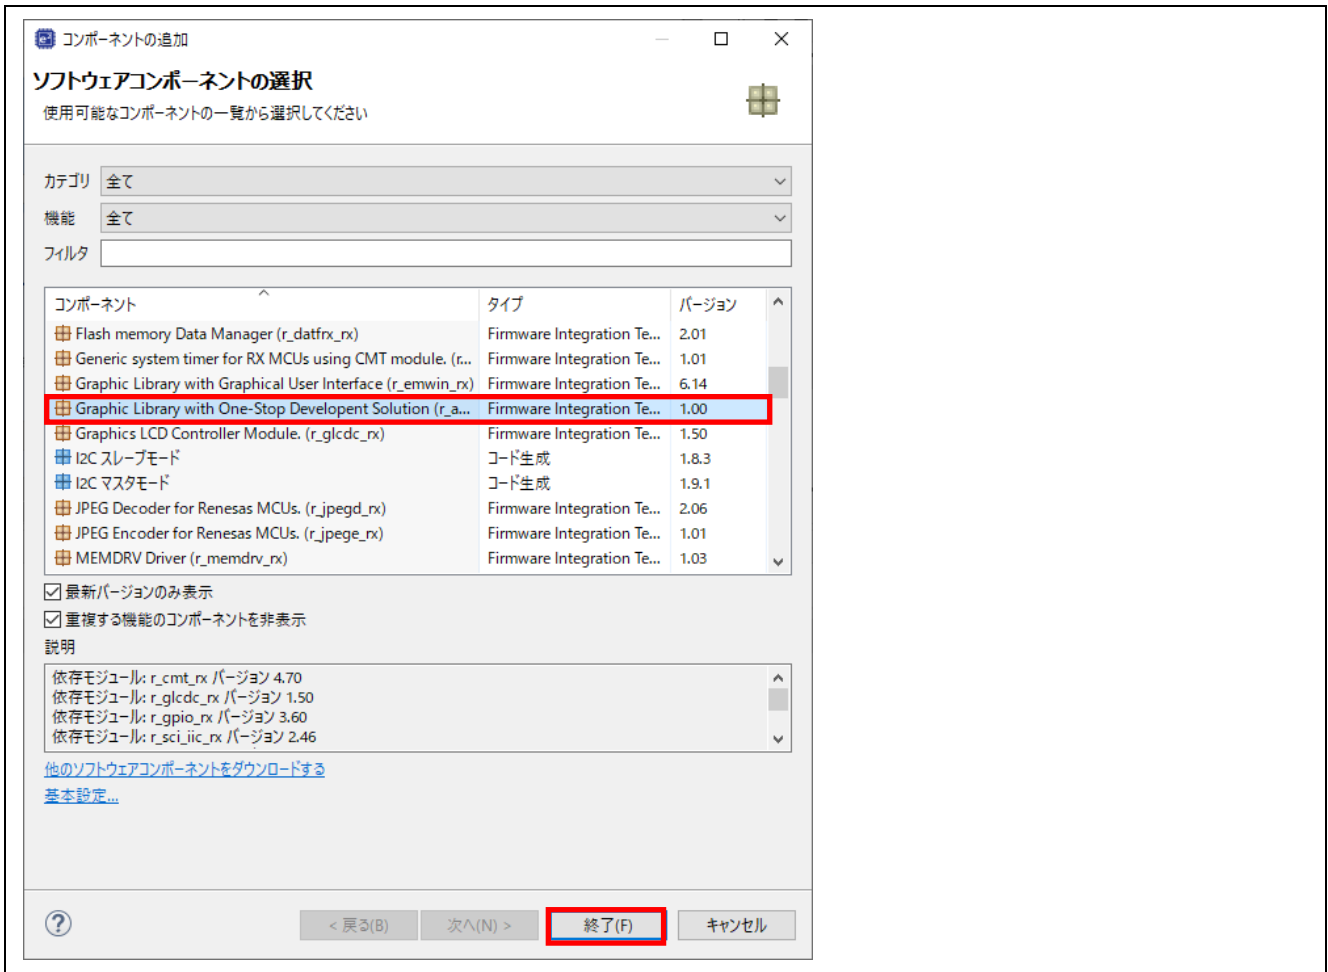 コンポーネントの追加
ソフトウェアコンポーネントの選択
使用可能なコンポーネントの一覧から選択してください
カテゴリ 全て
機能 全て
フィルタ
コンポーネント タイプ バージョン
Flash memory Data Manager (r_datfrx_rx) Firmware Integration Te... 2.01
Generic system timer for RX MCUs using CMT module. (r... Firmware Integration Te... 1.01
Graphic Library with Graphical User Interface (r_emwin_rx) Firmware Integration Te... 6.14
Graphic Library with One-Stop Developent Solution (r_a... Firmware Integration Te... 1.00
Graphics LCD Controller Module. (r_glcdc_rx) Firmware Integration Te... 1.50
I2C スレーブモード コード生成 1.8.3
I2C マスタモード コード生成 1.9.1
JPEG Decoder for Renesas MCUs. (r_jpegd_rx) Firmware Integration Te... 2.06
JPEG Encoder for Renesas MCUs. (r_jpege_rx) Firmware Integration Te... 1.01
MEMDRV Driver (r_memdrv_rx) Firmware Integration Te... 1.03
最新バージョンのみ表示
重複する機能のコンポーネントを非表示
説明
依存モジュール: r_cmt_rx バージョン 4.70
依存モジュール: r_glcdc_rx バージョン 1.50
依存モジュール: r_gpio_rx バージョン 3.60
依存モジュール: r_sci_iic_rx バージョン 2.46
他のソフトウェアコンポーネントをダウンロードする
基本設定...
< 戻る(B) 次へ(N) > 終了(F) キャンセル